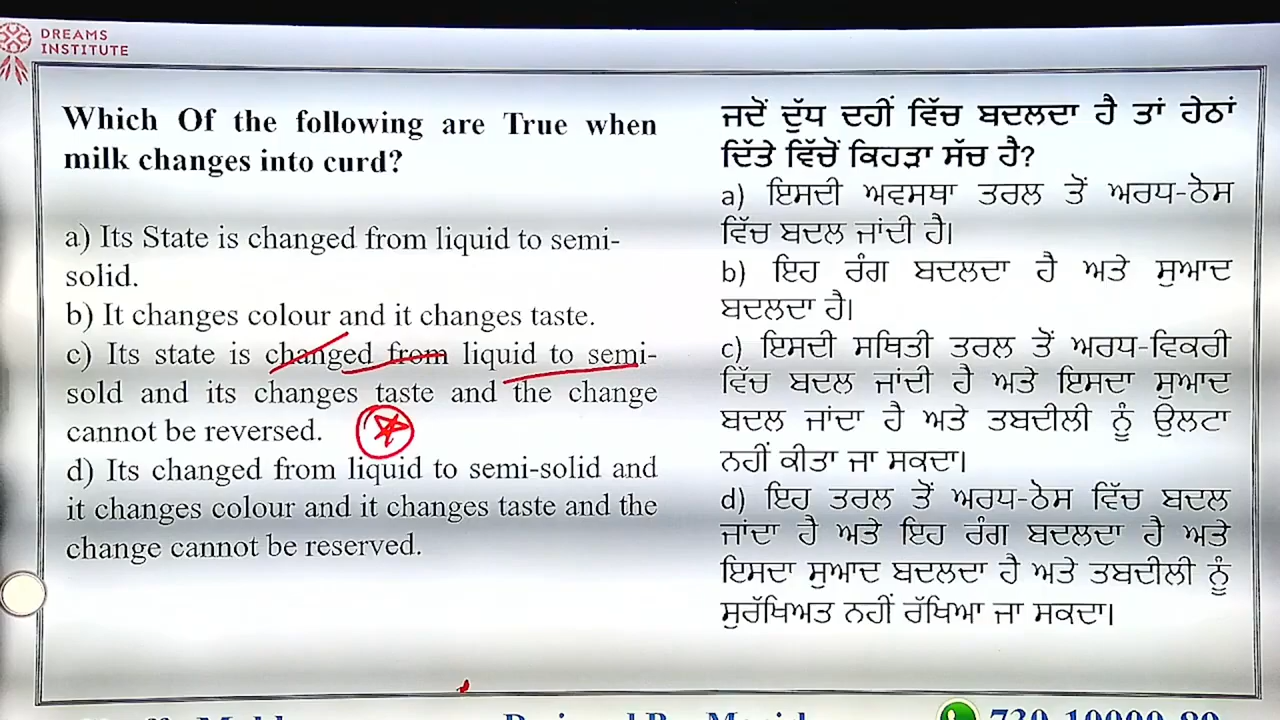 DREAMS
INSTITUTE
Which Of the following are True when
milk changes into curd?
a) Its State is changed from liquid to semi-
solid.
b) It changes colour and it changes taste.
c) Its state is changed from liquid to semi-
sold and its changes taste and the change
cannot be reversed.
d) Its changed from liquid to semi-solid and
it changes colour and it changes taste and the
change cannot be reserved.
ਜਦੋਂ ਦੁੱਧ ਦਹੀਂ ਵਿੱਚ ਬਦਲਦਾ ਹੈ ਤਾਂ ਹੇਠਾਂ
ਦਿੱਤੇ ਵਿੱਚੋਂ ਕਿਹੜਾ ਸੱਚ ਹੈ?
a) ਇਸਦੀ ਅਵਸਥਾ ਤਰਲ ਤੋਂ ਅਰਧ-ਠੋਸ
ਵਿੱਚ ਬਦਲ ਜਾਂਦੀ ਹੈ।
b) ਇਹ ਰੰਗ ਬਦਲਦਾ ਹੈ ਅਤੇ ਸੁਆਦ
ਬਦਲਦਾ ਹੈ।
c) ਇਸਦੀ ਸਥਿਤੀ ਤਰਲ ਤੋਂ ਅਰਧ-ਵਿਕਰੀ
ਵਿੱਚ ਬਦਲ ਜਾਂਦੀ ਹੈ ਅਤੇ ਇਸਦਾ ਸੁਆਦ
ਬਦਲ ਜਾਂਦਾ ਹੈ ਅਤੇ ਤਬਦੀਲੀ ਨੂੰ ਉਲਟਾ
ਨਹੀਂ ਕੀਤਾ ਜਾ ਸਕਦਾ।
d) ਇਹ ਤਰਲ ਤੋਂ ਅਰਧ-ਠੋਸ ਵਿੱਚ ਬਦਲ
ਜਾਂਦਾ ਹੈ ਅਤੇ ਇਹ ਰੰਗ ਬਦਲਦਾ ਹੈ ਅਤੇ
ਇਸਦਾ ਸੁਆਦ ਬਦਲਦਾ ਹੈ ਅਤੇ ਤਬਦੀਲੀ ਨੂੰ
ਸੁਰੱਖਿਅਤ ਨਹੀਂ ਰੱਖਿਆ ਜਾ ਸਕਦਾ।